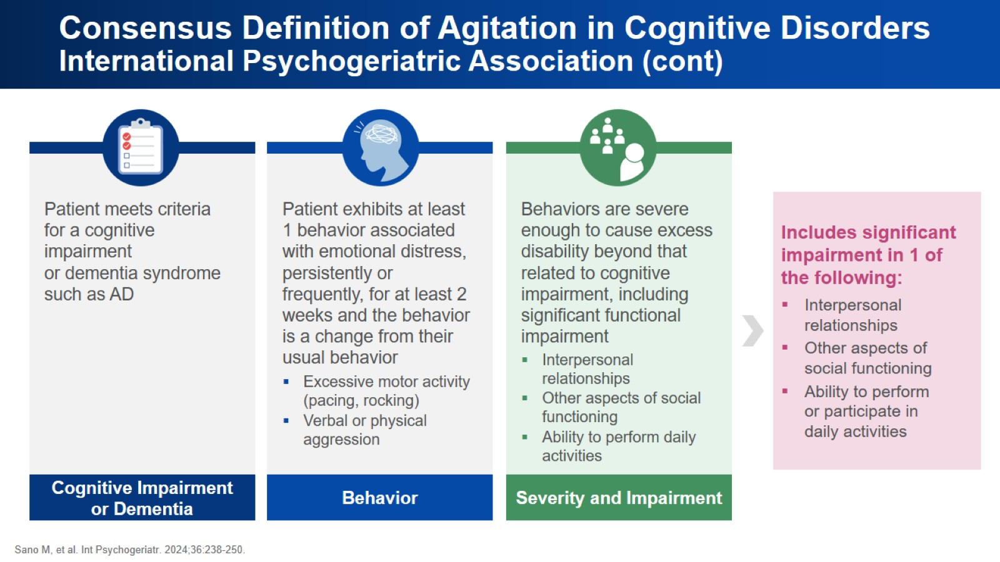 Consensus Definition of Agitation in Cognitive Disorders
International Psychogeriatric Association (cont)
Patient meets criteria
for a cognitive
impairment
or dementia syndrome
such as AD
Cognitive Impairment
or Dementia
Patient exhibits at least
1 behavior associated
with emotional distress,
persistently or
frequently, for at least 2
weeks and the behavior
is a change from their
usual behavior
▪ Excessive motor activity
(pacing, rocking)
▪ Verbal or physical
aggression
Behavior
Behaviors are severe
enough to cause excess
disability beyond that
related to cognitive
impairment, including
significant functional
impairment
▪ Interpersonal
relationships
▪ Other aspects of social
functioning
▪ Ability to perform daily
activities
Severity and Impairment
Includes significant
impairment in 1 of
the following:
▪ Interpersonal
relationships
▪ Other aspects of
social functioning
▪ Ability to perform
or participate in
daily activities
Sano M, et al. Int Psychogeriatr. 2024;36:238-250.